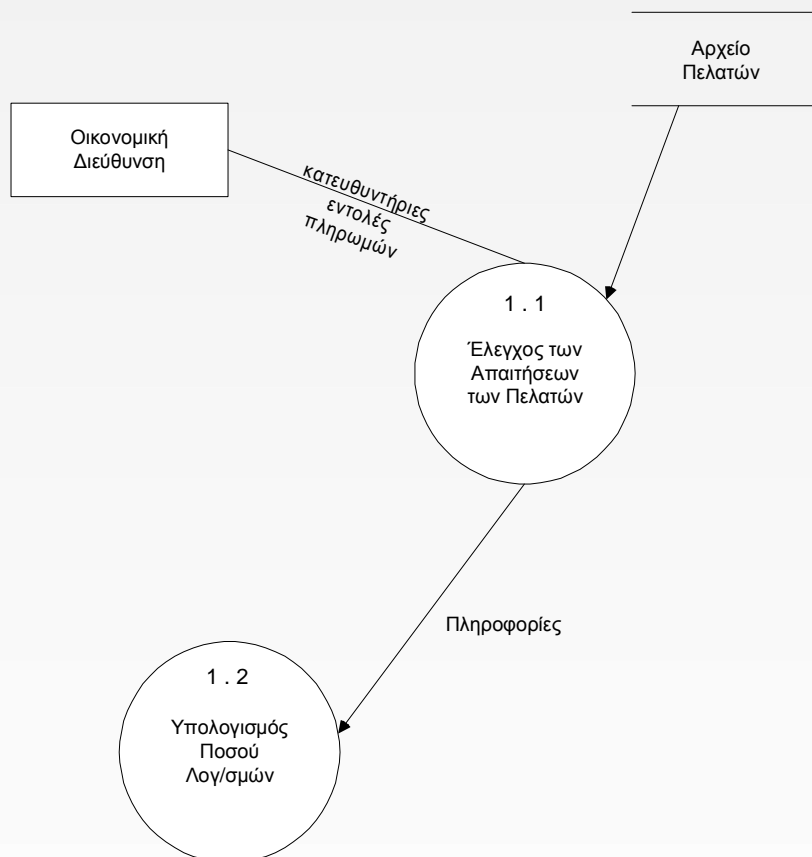 Αρχείο
Πελατών
Οικονομική
Διεύθυνση
κατευθυντήριες
εντολές
πληρωμών
1 . 1
Έλεγχος των
Απαιτήσεων
των Πελατών
Πληροφορίες
1 . 2
Υπολογισμός
Ποσού
Λογ/σμών